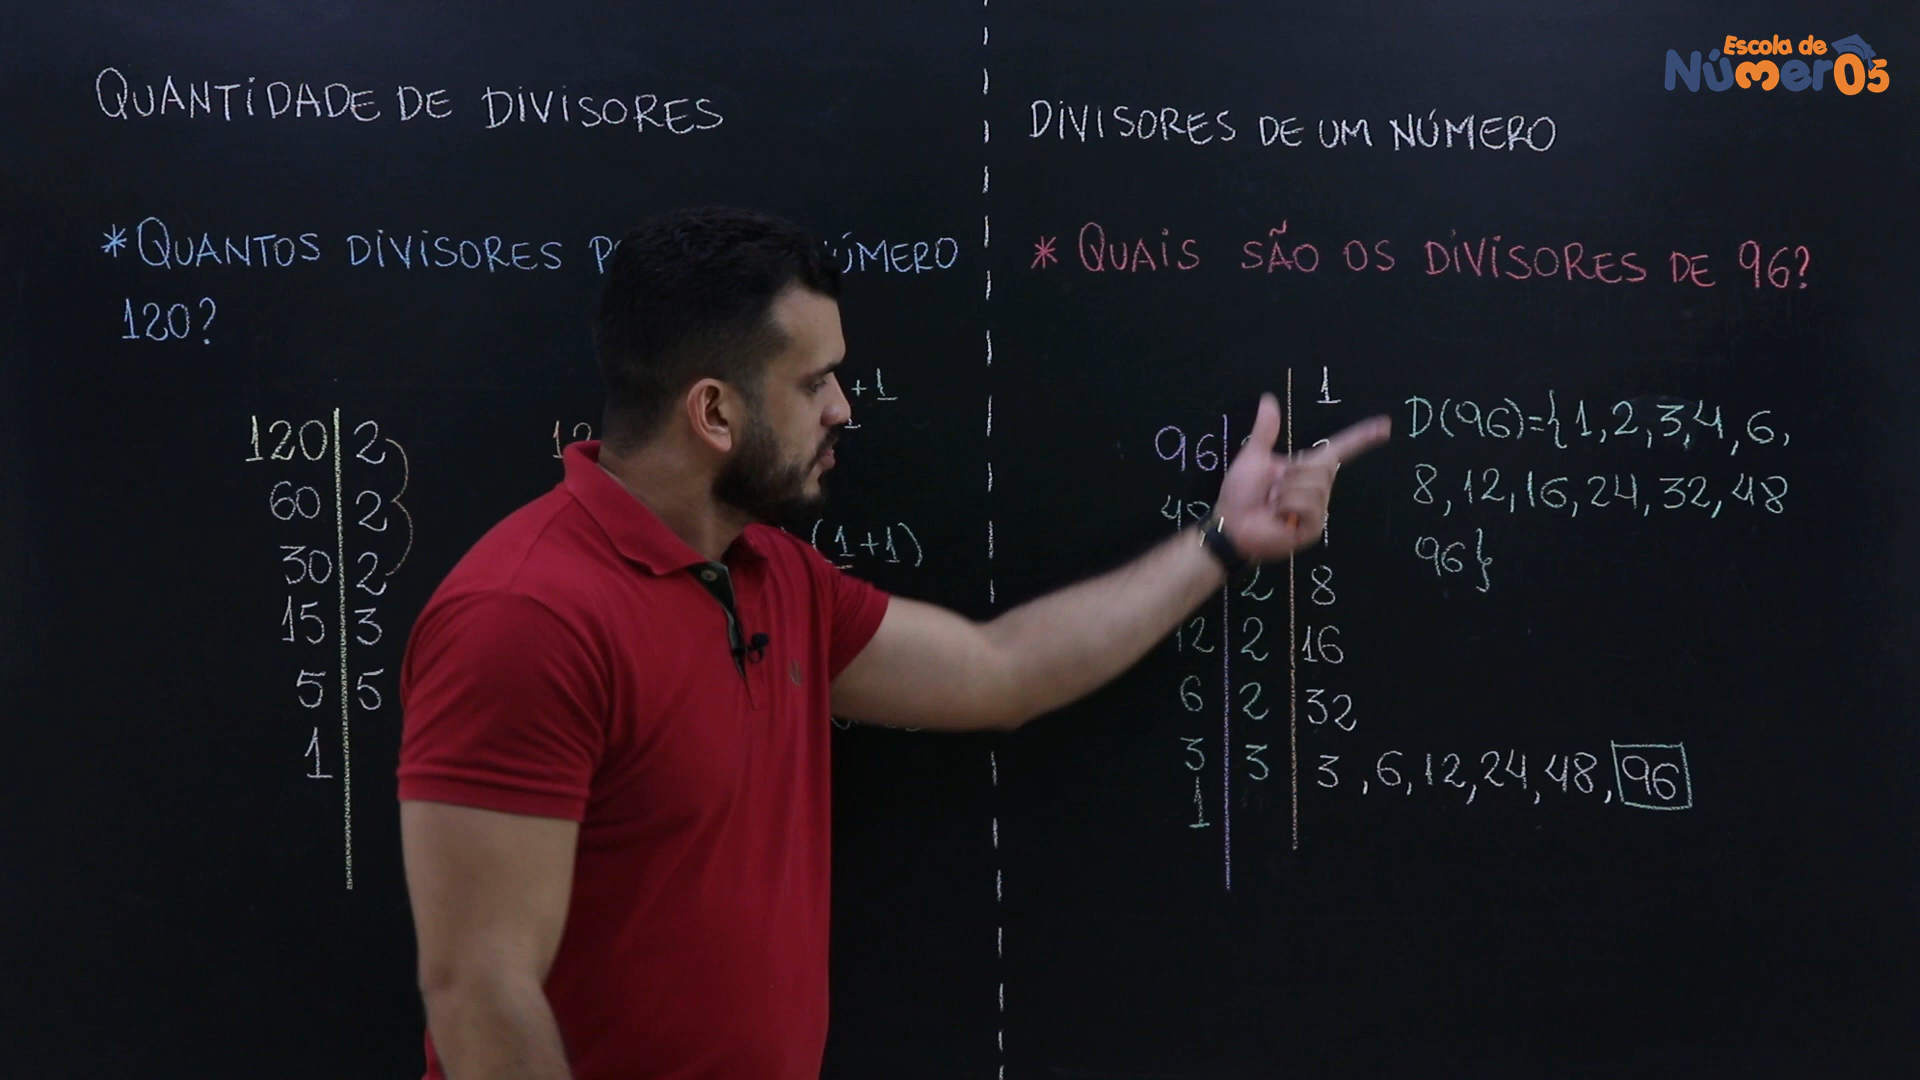 Escola de
NúmerOs
QUANTIDADE DE DIVISORES
* QUANTOS DIVISORES
120?
120 2
60 2
30 2
15 3
5 5
1
+1
(1+1)
DIVISORES DE UM NÚMERO
* QUAIS SÃO OS DIVISORES DE 96?
1
96
2 8
12 2 16
6 2 32
3 3 3, 6, 12, 24, 48, 96
1
D(96)={1, 2, 3, 4, 6,
8, 12, 16, 24, 32, 48
96}